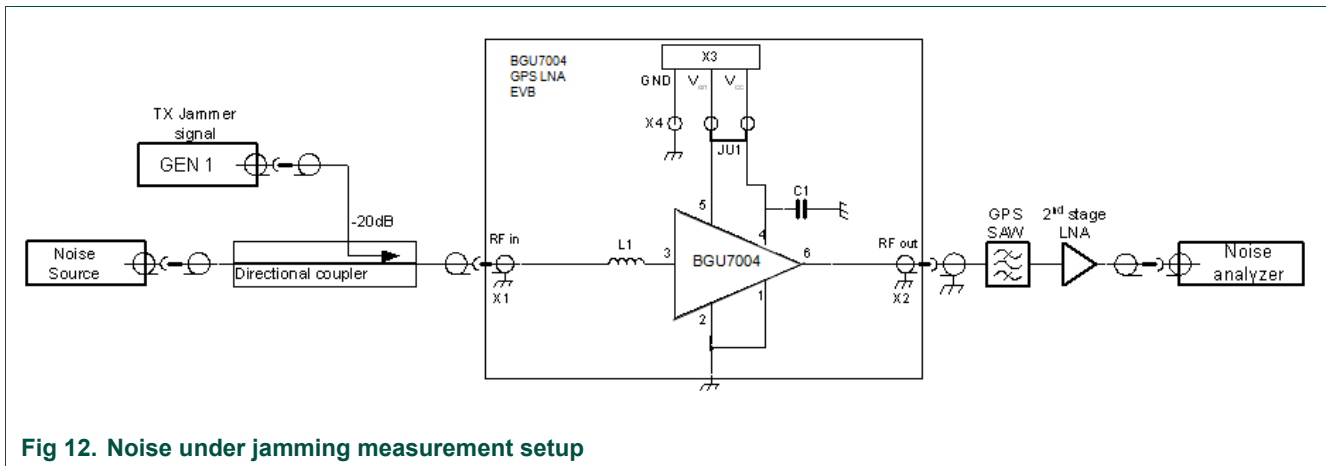 BGU7004
GPS LNA
EVB
X3
GND
V
V
CC
X4
JU1
TX Jammer
signal
GEN 1
-20dB
Noise
Source
Directional coupler
RF in
X1
L1
3
5
4
C1
BGU7004
6
2
1
RF out
X2
GPS
SAW
2nd stage
LNA
Noise
analyzer
Fig 12. Noise under jamming measurement setup